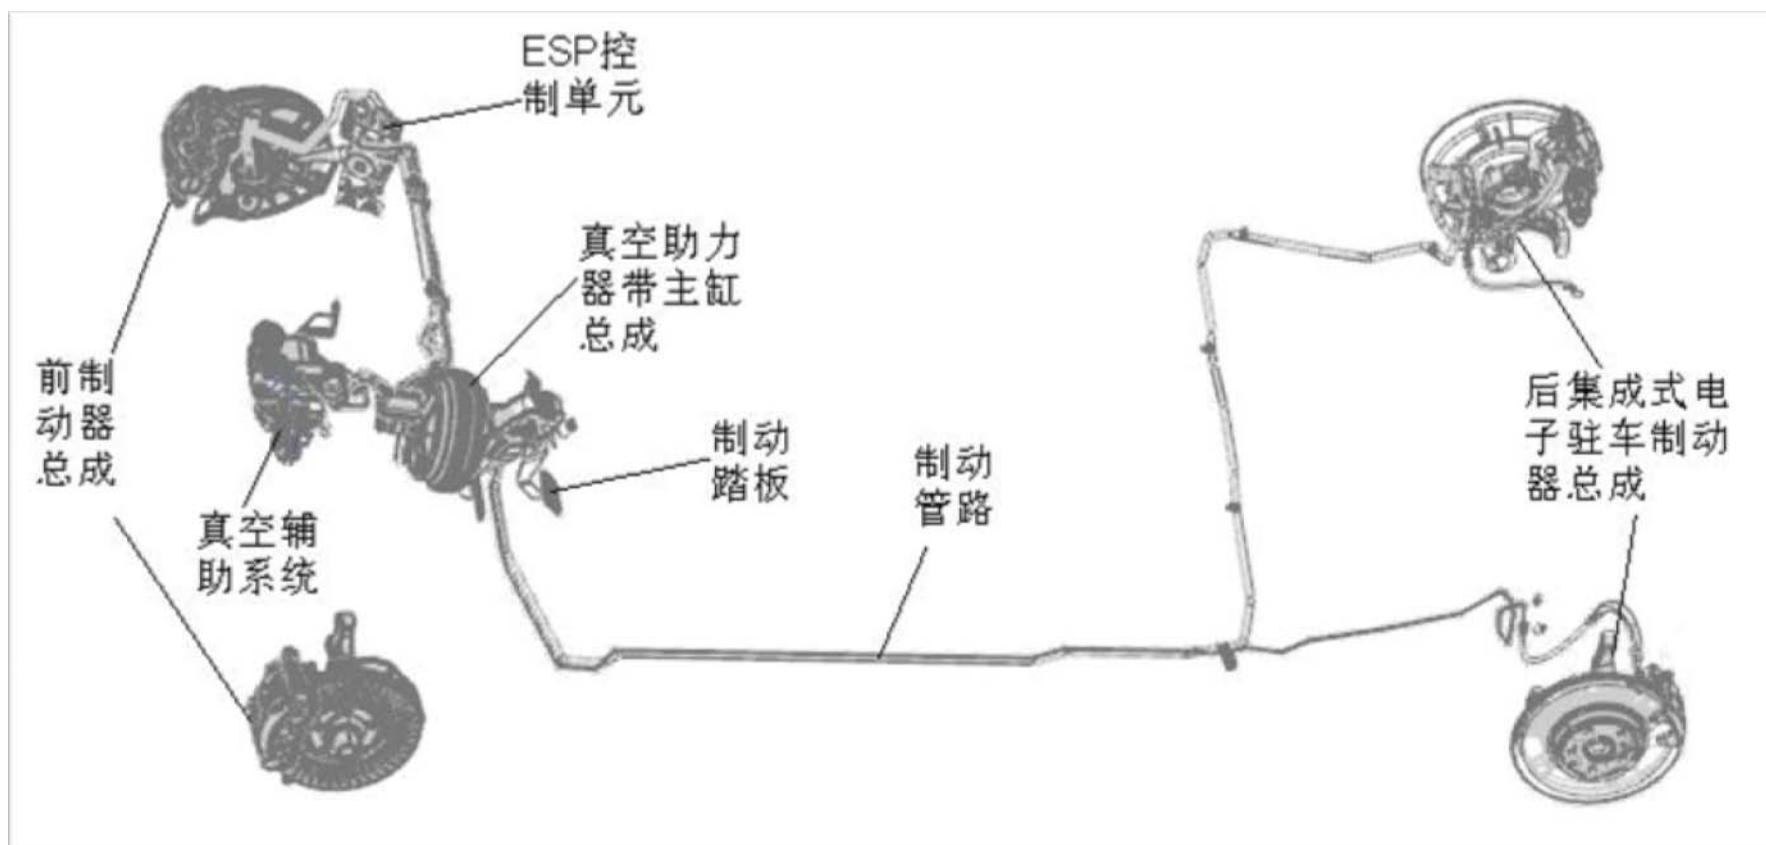 ESP控
制单元
真空助力
器带主缸
总成
前制
动器
总成
后集成式电
子驻车制动
器总成
制动
踏板
制动
管路
真空辅
助系统